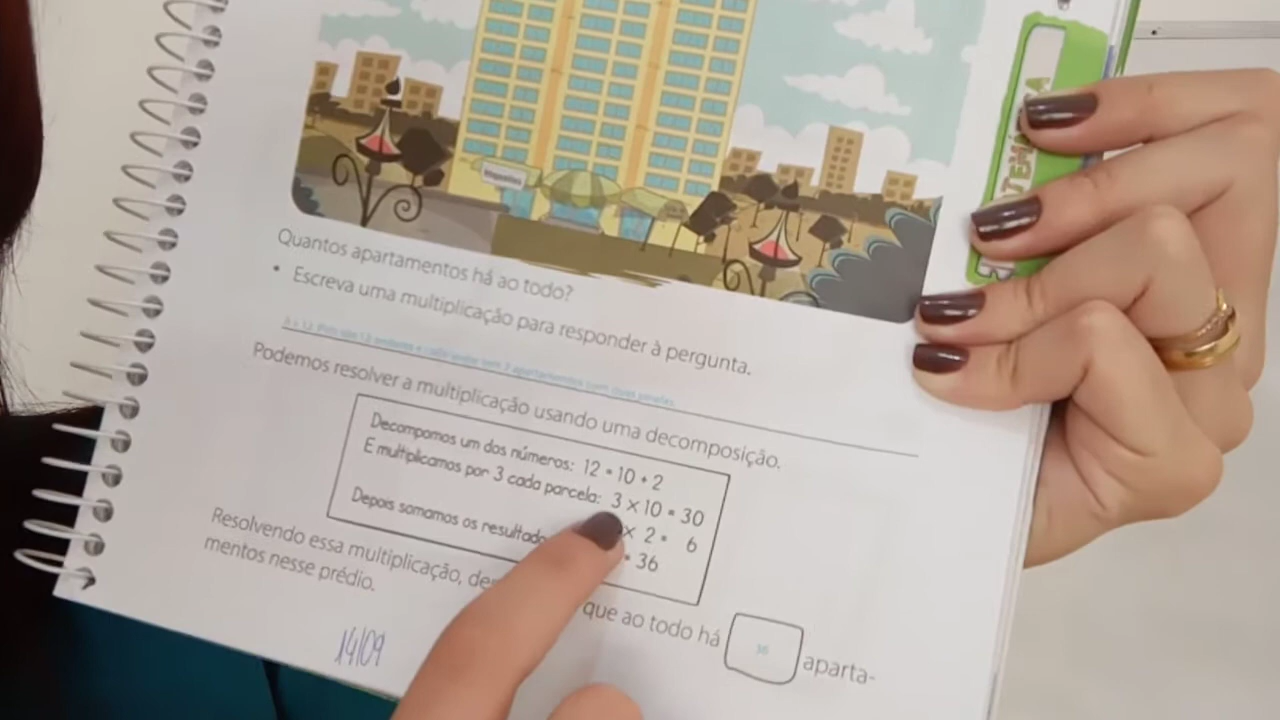 Quantos apartamentos há ao todo?
• Escreva uma multiplicação para responder à pergunta.
Podemos resolver a multiplicação usando uma decomposição.
Decompomos um dos números: 12 = 10 + 2
E multiplicamos por 3 cada parcela: 3 x 10 = 30
x 2 = 6
Depois somamos os = 36
Resolvendo essa multiplicação, que ao todo há 36 aparta-
mentos nesse prédio.
14/09